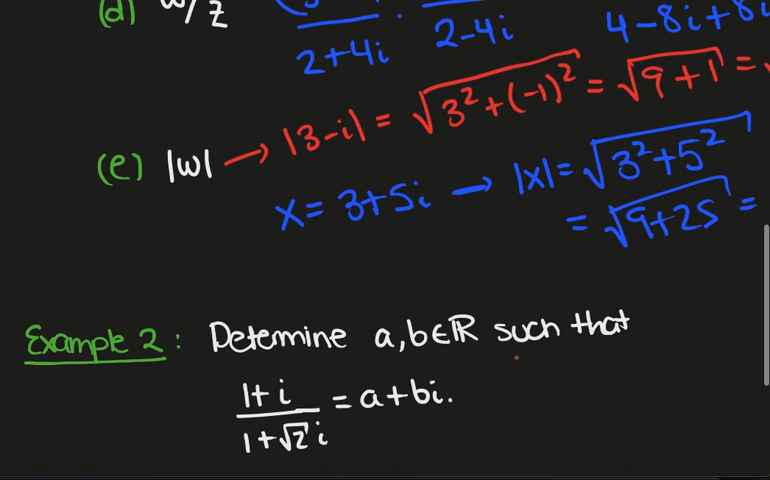 (d) w/z
2+4i · 2-4i 4-8i+8i
(e) |w| → |3-i| = √(3²+(-1)²) = √(9+1) =
x = 3+5i → |x| = √(3²+5²)
= √(9+25) =
Example 2: Determine a,b∈ℝ such that
(1+i)/(1+√2 i) = a+bi.